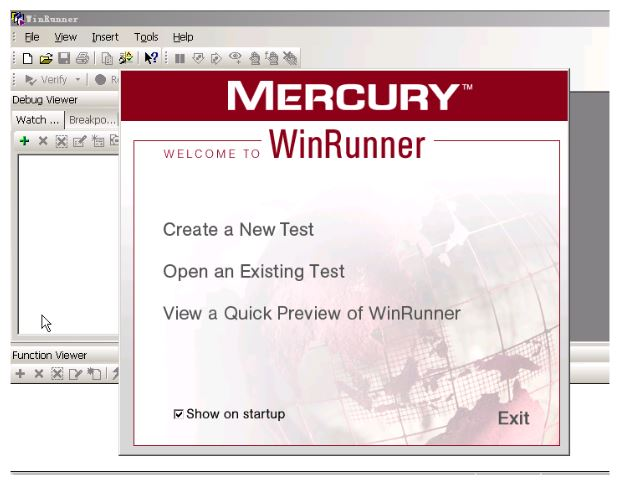 WinRunner
File View Insert Tools Help
Verify
Debug Viewer
Watch ... Breakpo...
MERCURY™
WELCOME TO WinRunner
Create a New Test
Open an Existing Test
View a Quick Preview of WinRunner
Function Viewer
Show on startup
Exit